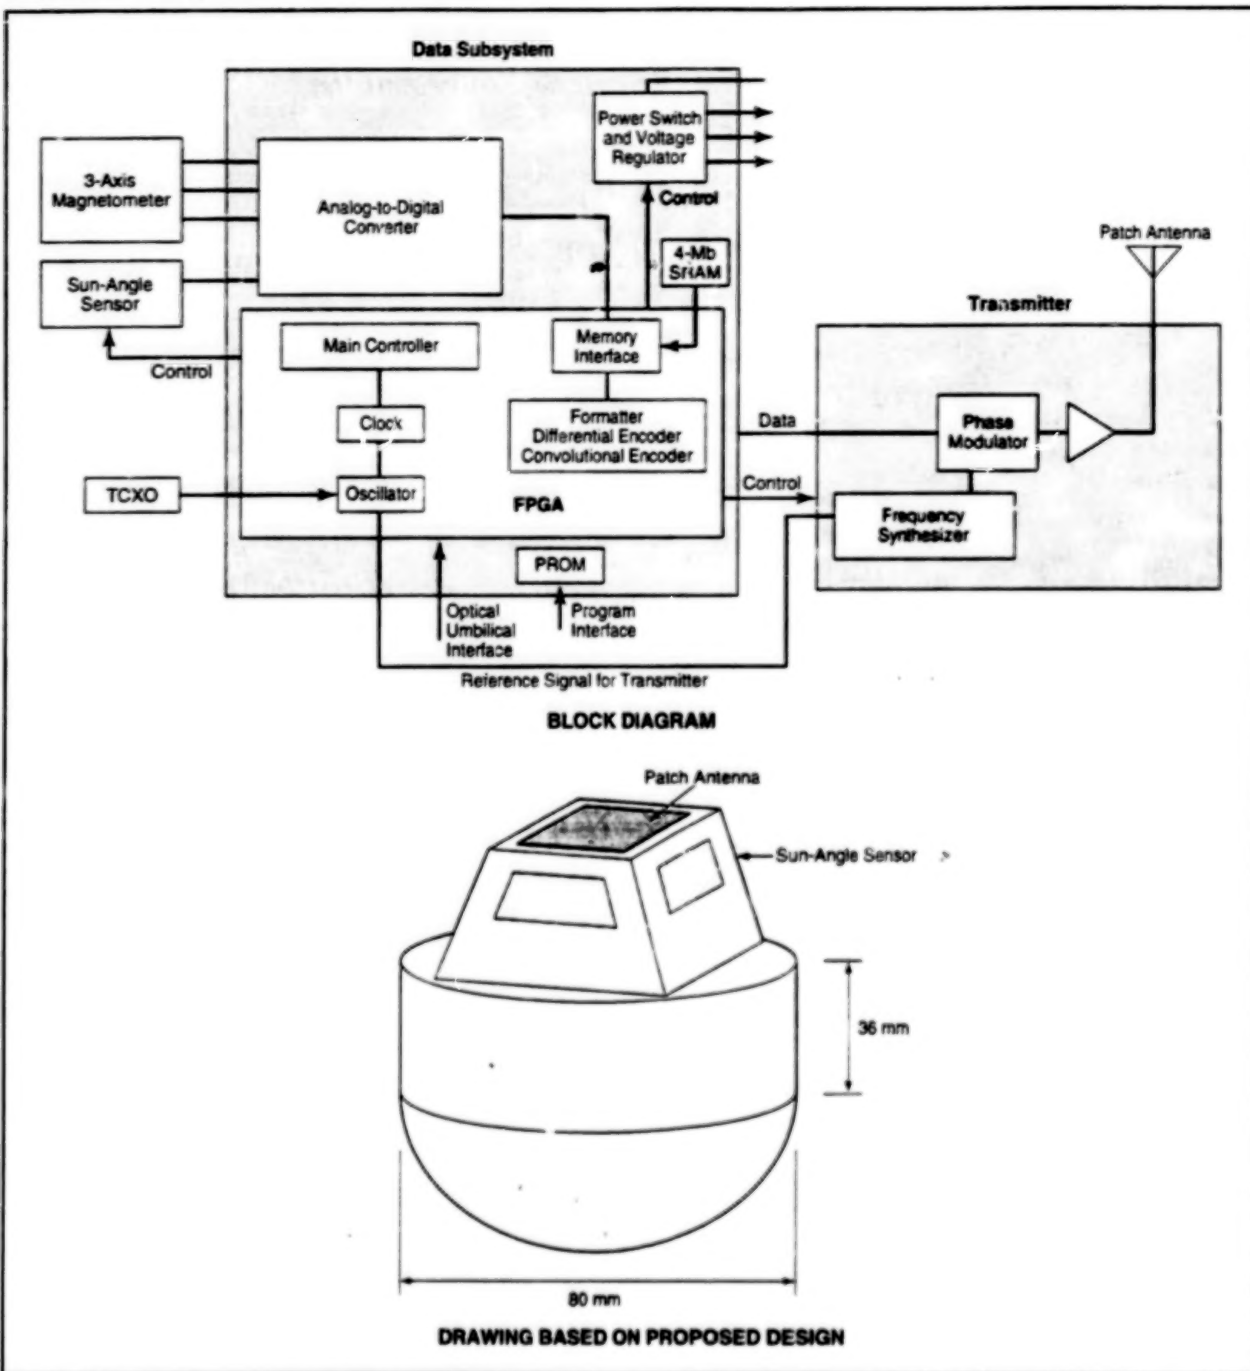 Data Subsystem
Power Switch
and Voltage
Regulator
3-Axis
Magnetometer
Analog-to-Digital
Converter
Control
4-Mb
SRAM
Patch Antenna
Sun-Angle
Sensor
Transmitter
Main Controller
Memory
Interface
Control
Clock
Formatter
Differential Encoder
Convolutional Encoder
Data
Phase
Modulator
TCXO
Oscillator
FPGA
Control
Frequency
Synthesizer
PROM
Optical
Umbilical
Interface
Program
Interface
Reference Signal for Transmitter
BLOCK DIAGRAM
Patch Antenna
Sun-Angle Sensor
36 mm
80 mm
DRAWING BASED ON PROPOSED DESIGN